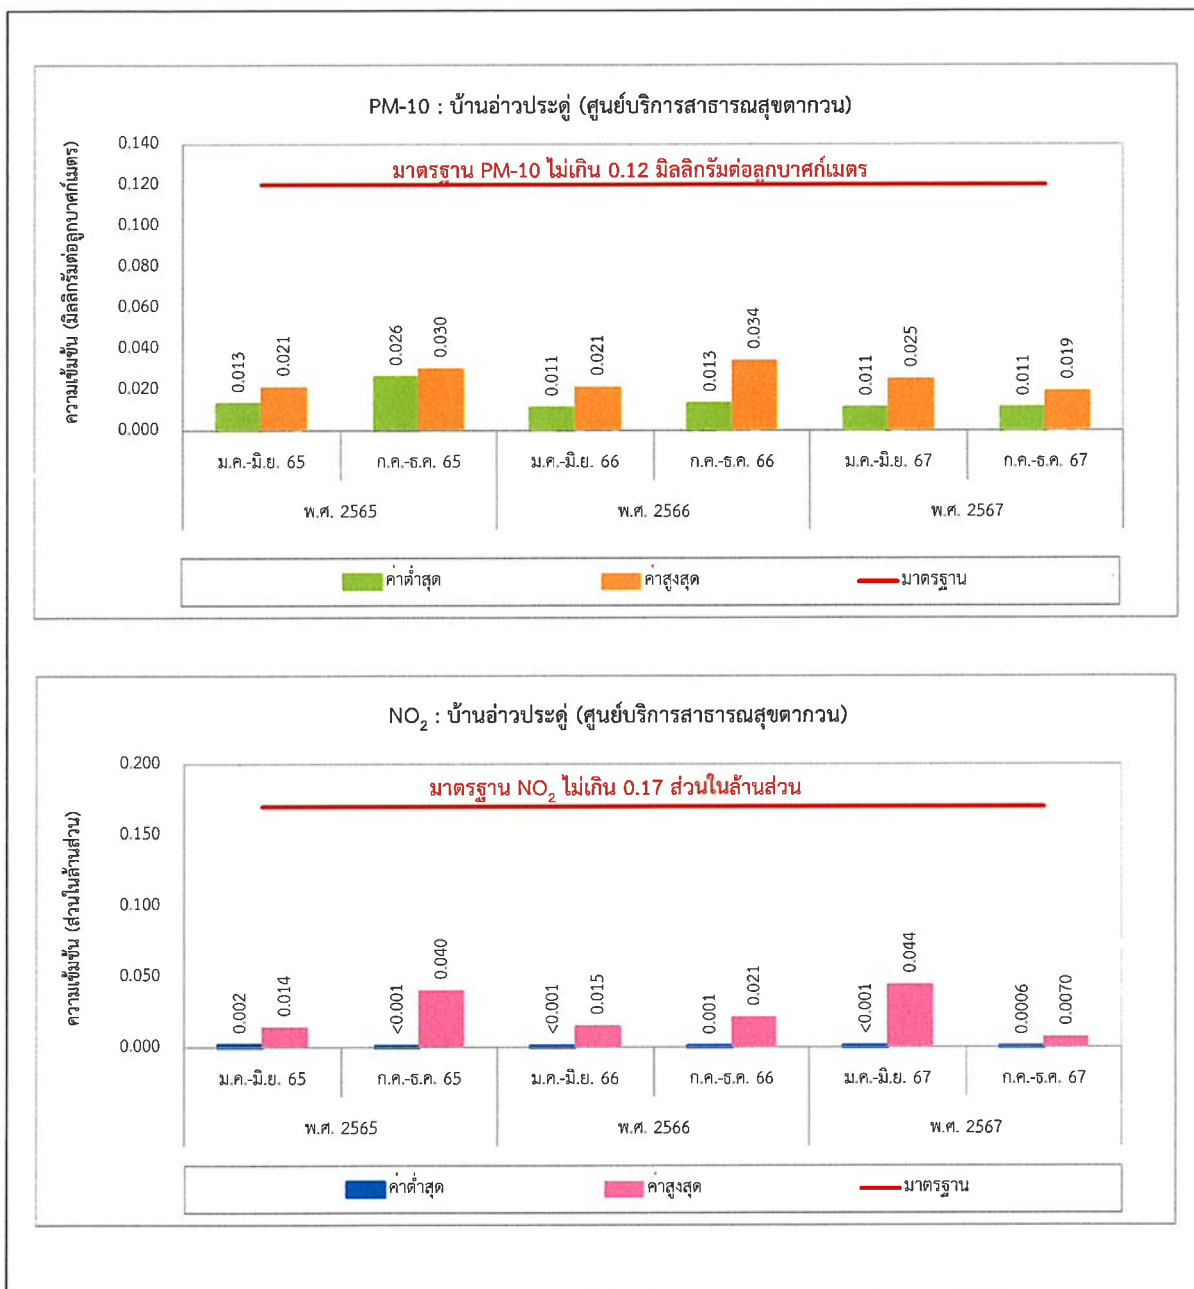 PM-10 : บ้านอ่าวประดู่ (ศูนย์บริการสาธารณสุขตากวน)
ความเข้มข้น (มิลลิกรัมต่อลูกบาศก์เมตร)
0.140
0.120
0.100
0.080
0.060
0.040
0.020
0.000
มาตรฐาน PM-10 ไม่เกิน 0.12 มิลลิกรัมต่อลูกบาศก์เมตร
0.013 0.021 0.026 0.030 0.011 0.021 0.013 0.034 0.011 0.025 0.011 0.019
ม.ค.-มิ.ย. 65 ก.ค.-ธ.ค. 65 ม.ค.-มิ.ย. 66 ก.ค.-ธ.ค. 66 ม.ค.-มิ.ย. 67 ก.ค.-ธ.ค. 67
พ.ศ. 2565 พ.ศ. 2566 พ.ศ. 2567
ค่าต่ำสุด ค่าสูงสุด มาตรฐาน
NO₂ : บ้านอ่าวประดู่ (ศูนย์บริการสาธารณสุขตากวน)
ความเข้มข้น (ส่วนในล้านส่วน)
0.200
0.150
0.100
0.050
0.000
มาตรฐาน NO₂ ไม่เกิน 0.17 ส่วนในล้านส่วน
0.002 0.014 <0.001 0.040 <0.001 0.015 0.001 0.021 <0.001 0.044 0.0006 0.0070
ม.ค.-มิ.ย. 65 ก.ค.-ธ.ค. 65 ม.ค.-มิ.ย. 66 ก.ค.-ธ.ค. 66 ม.ค.-มิ.ย. 67 ก.ค.-ธ.ค. 67
พ.ศ. 2565 พ.ศ. 2566 พ.ศ. 2567
ค่าต่ำสุด ค่าสูงสุด มาตรฐาน